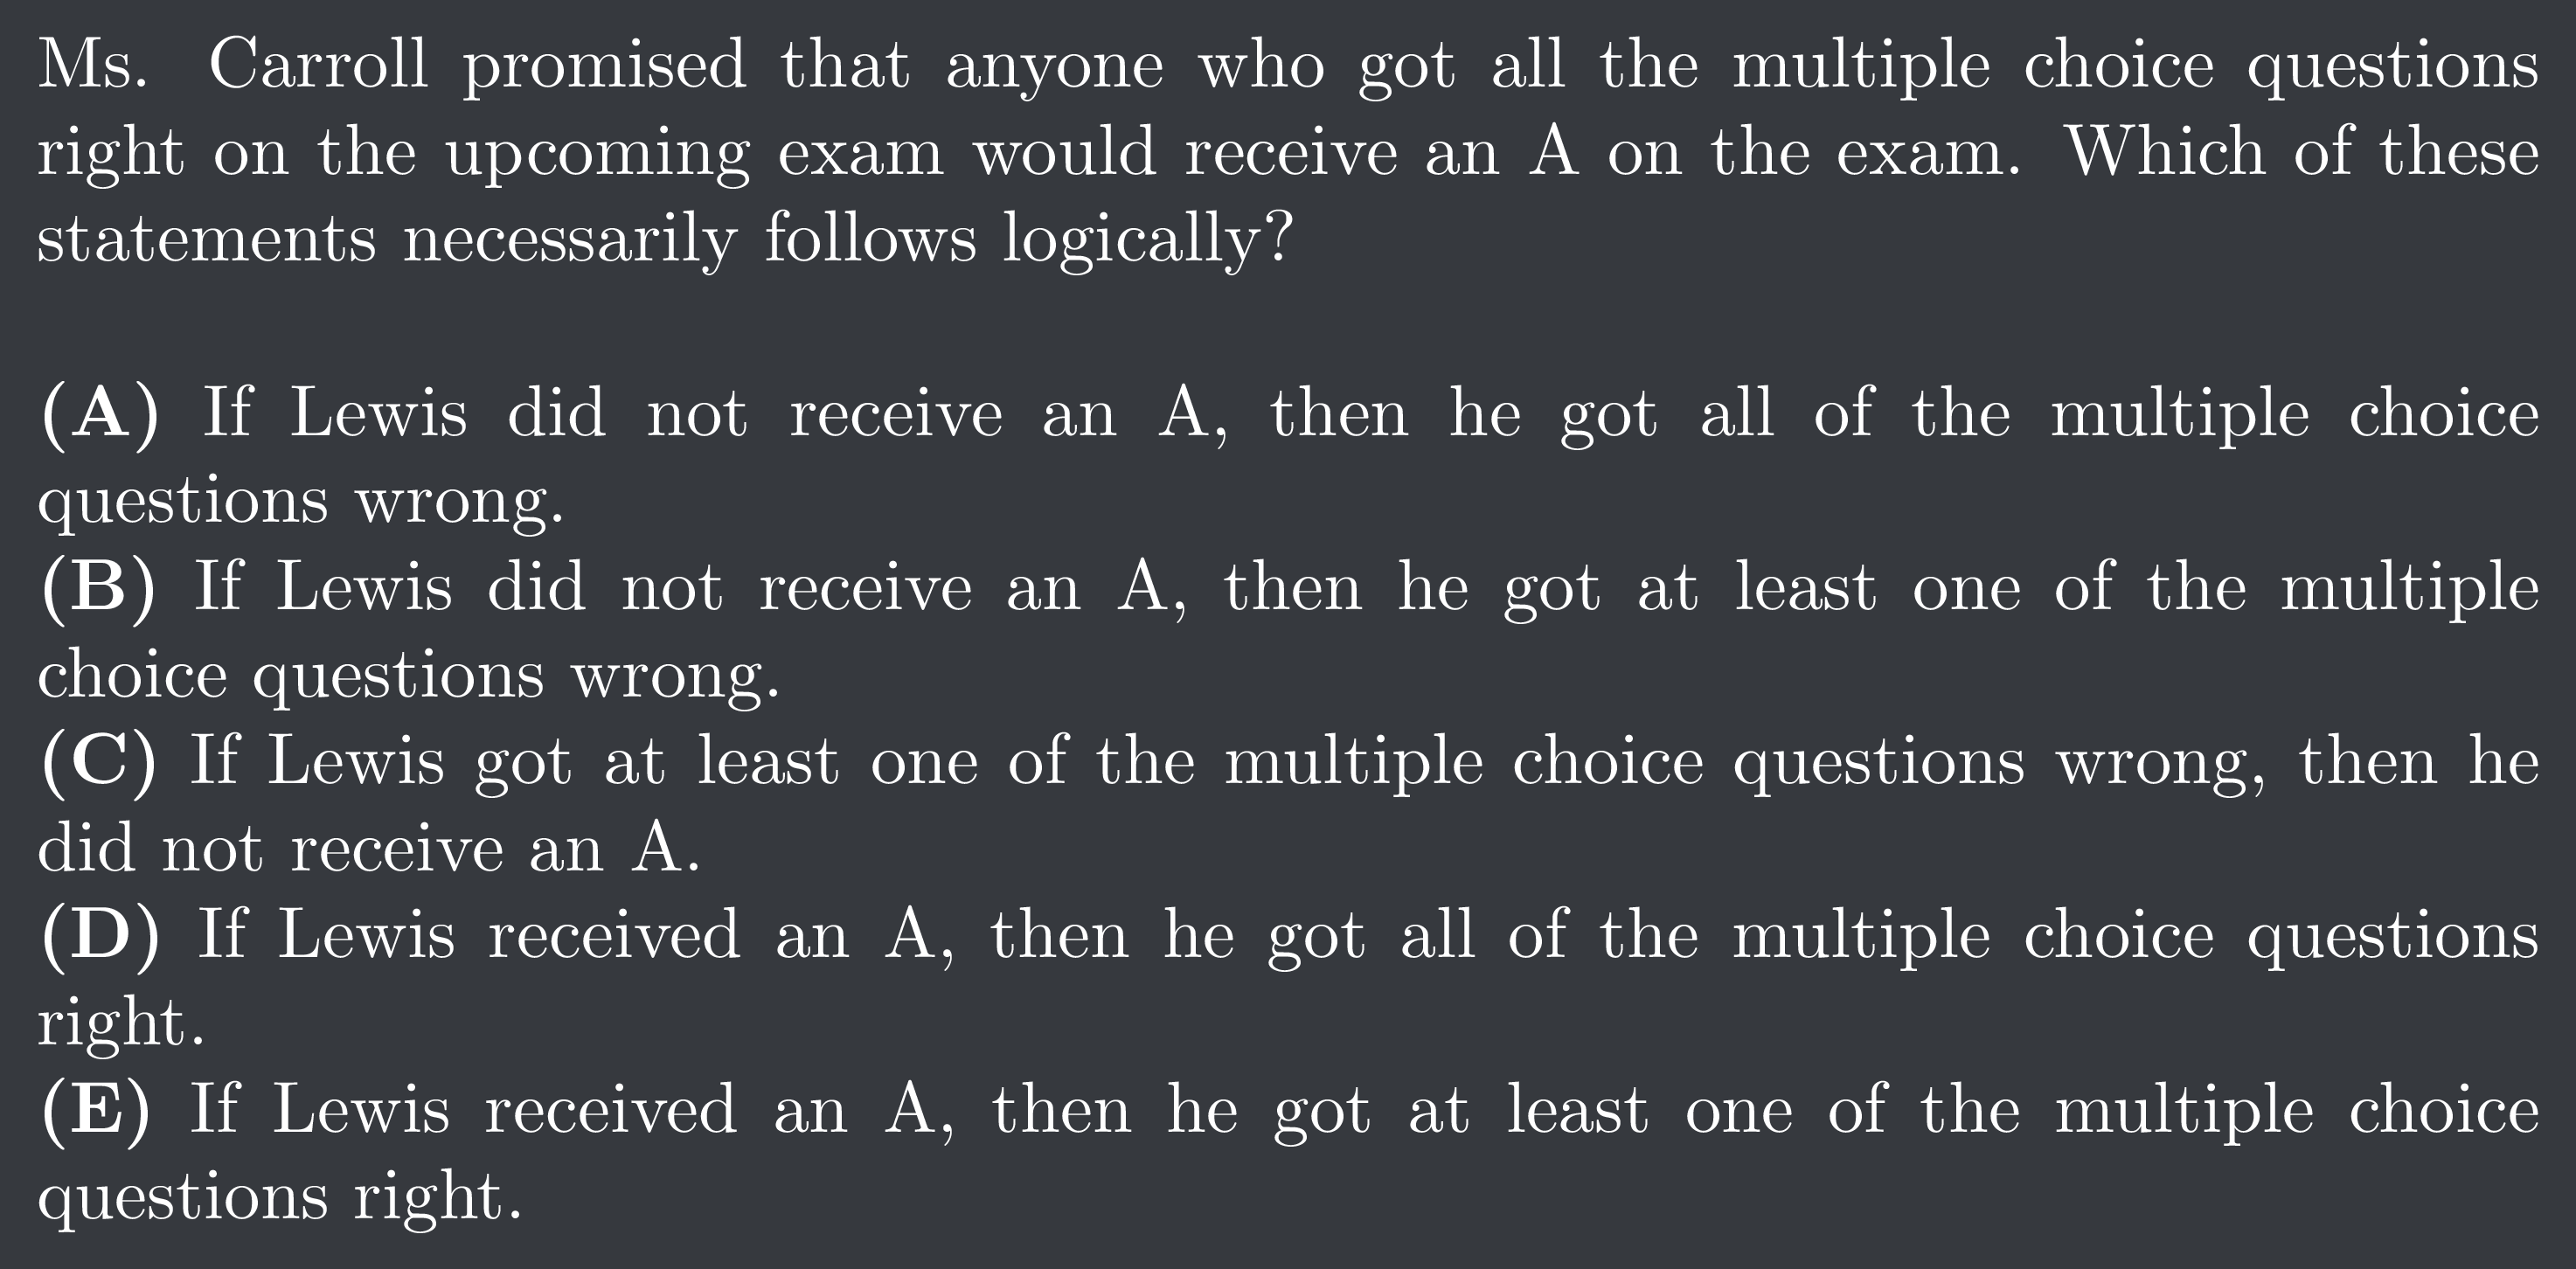 Ms. Carroll promised that anyone who got all the multiple choice questions
right on the upcoming exam would receive an A on the exam. Which of these
statements necessarily follows logically?
(A) If Lewis did not receive an A, then he got all of the multiple choice
questions wrong.
(B) If Lewis did not receive an A, then he got at least one of the multiple
choice questions wrong.
(C) If Lewis got at least one of the multiple choice questions wrong, then he
did not receive an A.
(D) If Lewis received an A, then he got all of the multiple choice questions
right.
(E) If Lewis received an A, then he got at least one of the multiple choice
questions right.